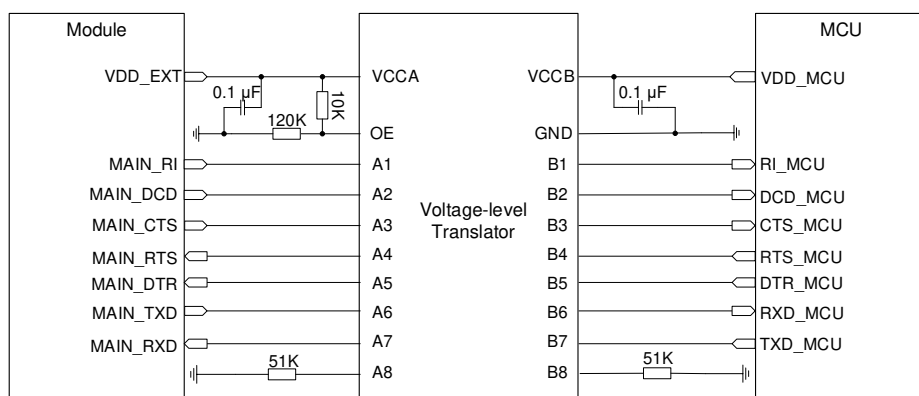 Module
MCU
VDD_EXT
VCCA
VCCB
VDD_MCU
0.1 µF
10K
0.1 µF
120K
OE
GND
MAIN_RI
A1
B1
RI_MCU
MAIN_DCD
A2
B2
DCD_MCU
MAIN_CTS
A3
Voltage-level
Translator
B3
CTS_MCU
MAIN_RTS
A4
B4
RTS_MCU
MAIN_DTR
A5
B5
DTR_MCU
MAIN_TXD
A6
B6
RXD_MCU
MAIN_RXD
A7
B7
TXD_MCU
51K
A8
B8
51K